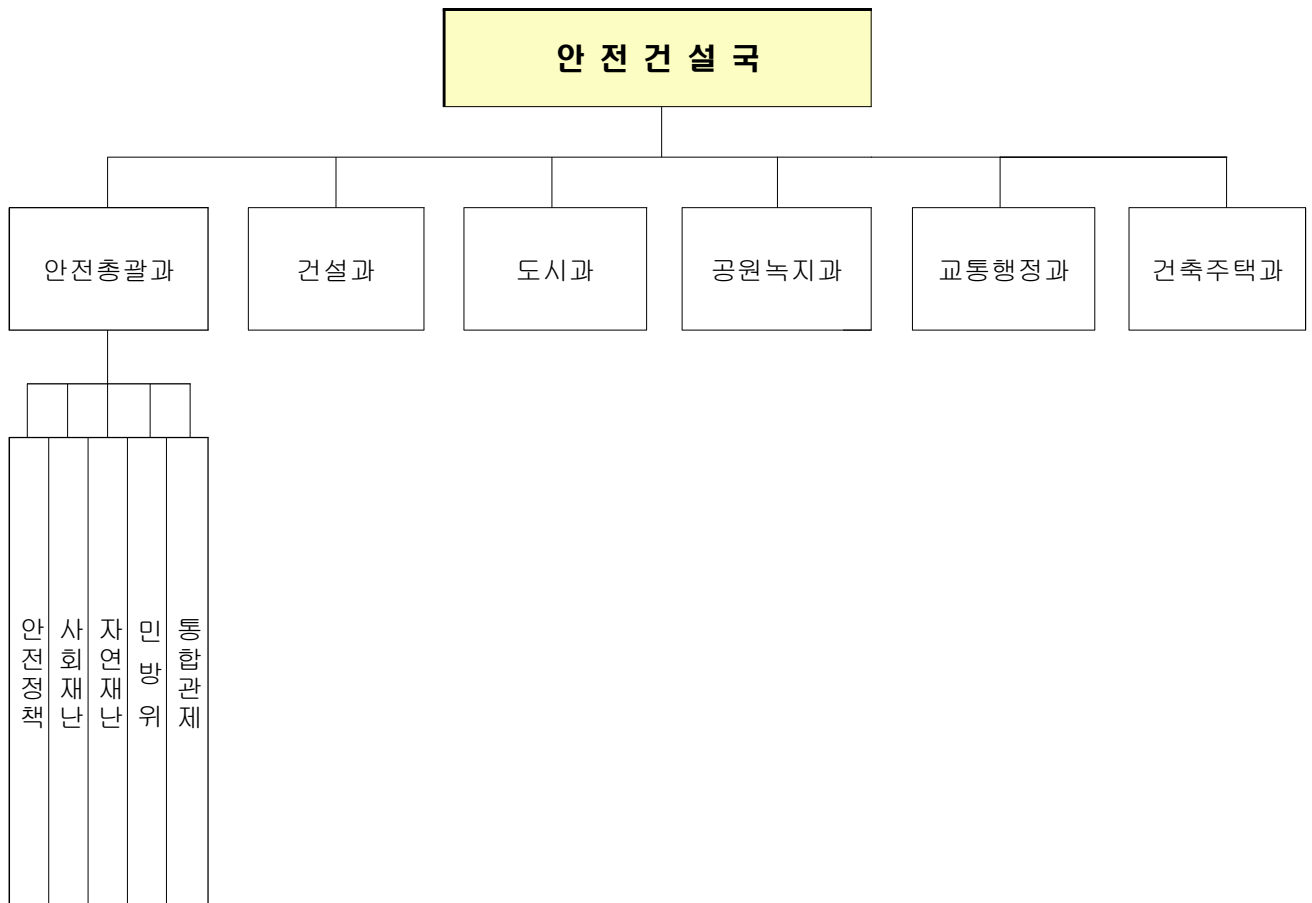 안 전 건 설 국
안전총괄과
건설과
도시과
공원녹지과
교통행정과
건축주택과
안전정책
사회재난
자연재난
민방위
통합관제